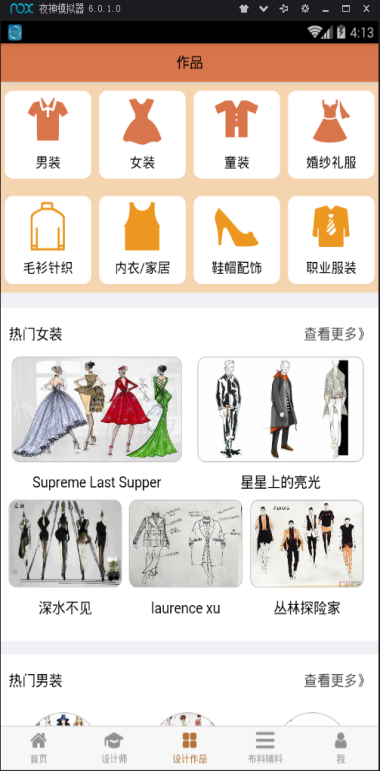 nox 夜神模拟器 6.0.1.0
4:13
作品
男装 女装 童装 婚纱礼服
毛衫针织 内衣/家居 鞋帽配饰 职业服装
热门女装 查看更多》
Supreme Last Supper 星星上的亮光
Aurora
深水不见 laurence xu 丛林探险家
热门男装 查看更多》
首页 设计师 设计作品 布料辅料 我